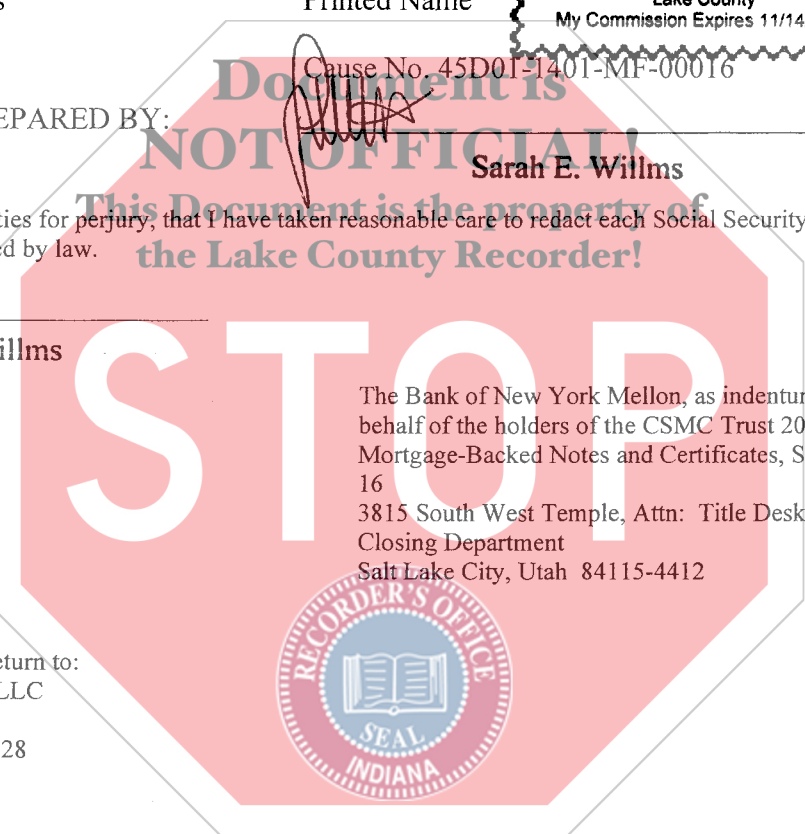 Printed Name
Lake County
My Commission Expires 11/14
Cause No. 45D01-1401-MF-00016
Document is
EPARED BY:
NOT OFFICIAL!
Sarah E. Willms
This Document is the property of
ties for perjury, that I have taken reasonable care to redact each Social Security
ed by law.
the Lake County Recorder!
illms
STOP
The Bank of New York Mellon, as indentur
behalf of the holders of the CSMC Trust 20
Mortgage-Backed Notes and Certificates, S
16
3815 South West Temple, Attn: Title Desk
Closing Department
Salt Lake City, Utah 84115-4412
RECORDER'S OFFICE
SEAL
INDIANA
eturn to:
LLC
28